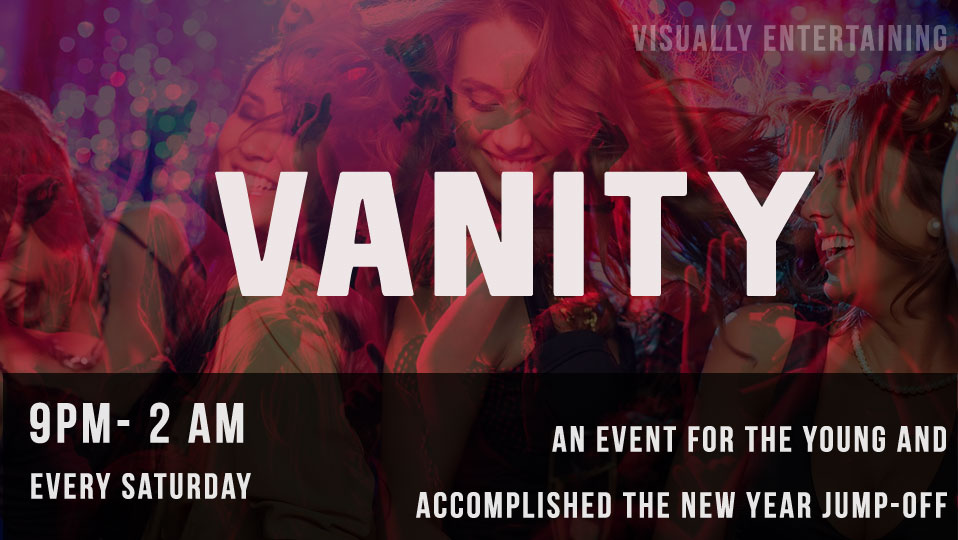 VISUALLY ENTERTAINING
VANITY
9PM- 2 AM
EVERY SATURDAY
AN EVENT FOR THE YOUNG AND
ACCOMPLISHED THE NEW YEAR JUMP-OFF